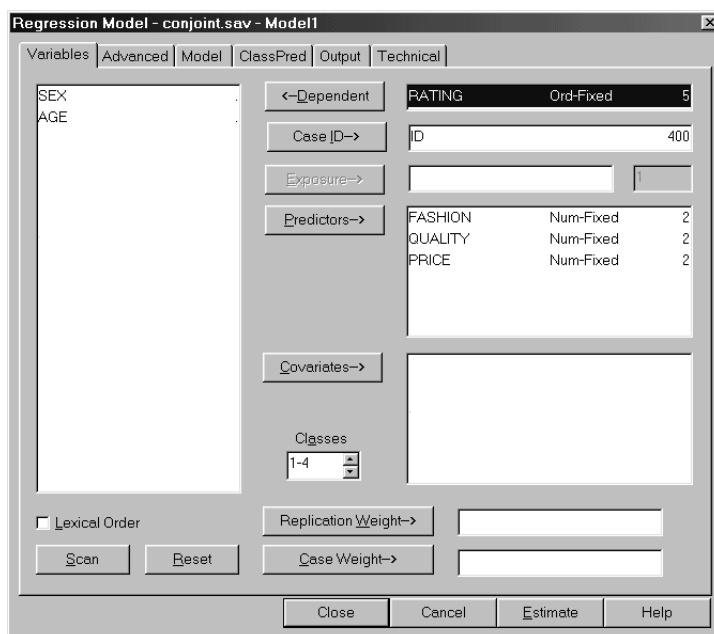 Regression Model - conjoint.sav - Model1
Variables Advanced Model ClassPred Output Technical
SEX .
AGE .
<--Dependent
RATING Ord-Fixed 5
Case ID-->
ID 400
Exposure-->
1
Predictors-->
FASHION Num-Fixed 2
QUALITY Num-Fixed 2
PRICE Num-Fixed 2
Covariates-->
Classes
1-4
Lexical Order
Replication Weight-->
Scan Reset
Case Weight-->
Close Cancel Estimate Help